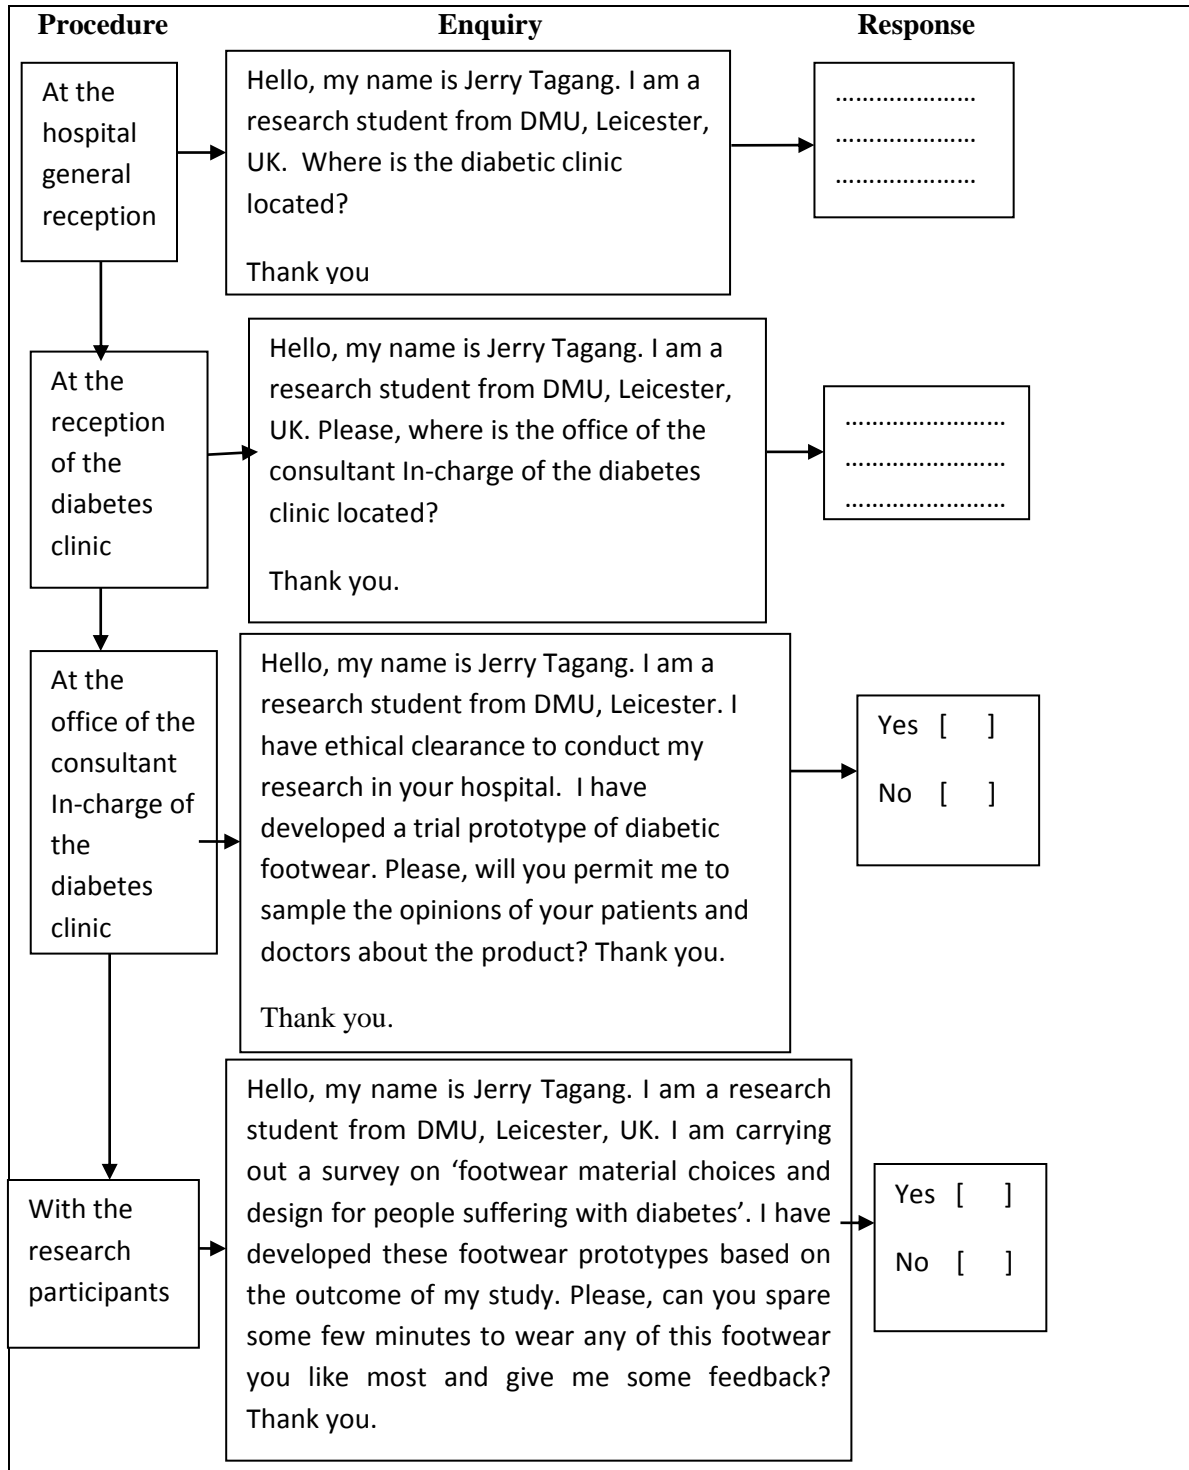 Procedure Enquiry Response
At the
hospital
general
reception
Hello, my name is Jerry Tagang. I am a
research student from DMU, Leicester,
UK.  Where is the diabetic clinic
located?
Thank you
.....................
.....................
.....................
At the
reception
of the
diabetes
clinic
Hello, my name is Jerry Tagang. I am a
research student from DMU, Leicester,
UK. Please, where is the office of the
consultant In-charge of the diabetes
clinic located?
Thank you.
........................
........................
........................
At the
office of the
consultant
In-charge of
the
diabetes
clinic
Hello, my name is Jerry Tagang. I am a
research student from DMU, Leicester. I
have ethical clearance to conduct my
research in your hospital.  I have
developed a trial prototype of diabetic
footwear. Please, will you permit me to
sample the opinions of your patients and
doctors about the product? Thank you.
Thank you.
Yes [ ]
No [ ]
With the
research
participants
Hello, my name is Jerry Tagang. I am a research
student from DMU, Leicester, UK. I am carrying
out a survey on ‘footwear material choices and
design for people suffering with diabetes’. I have
developed these footwear prototypes based on
the outcome of my study. Please, can you spare
some few minutes to wear any of this footwear
you like most and give me some feedback?
Thank you.
Yes [ ]
No [ ]